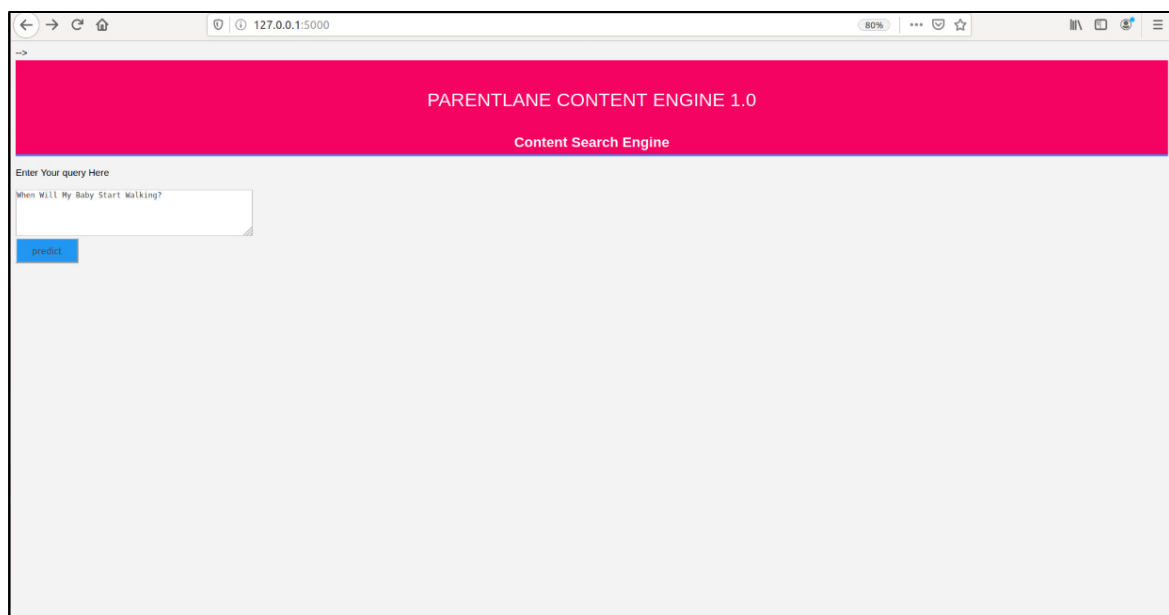 127.0.0.1:5000
80%
-->
PARENTLANE CONTENT ENGINE 1.0
Content Search Engine
Enter Your query Here
When Will My Baby Start Walking?
predict